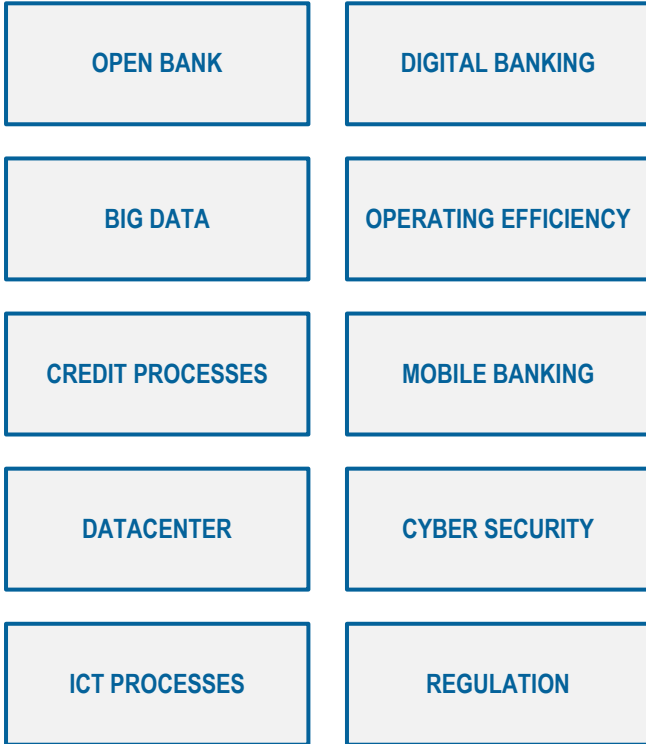 OPEN BANK
DIGITAL BANKING
BIG DATA
OPERATING EFFICIENCY
CREDIT PROCESSES
MOBILE BANKING
DATACENTER
CYBER SECURITY
ICT PROCESSES
REGULATION